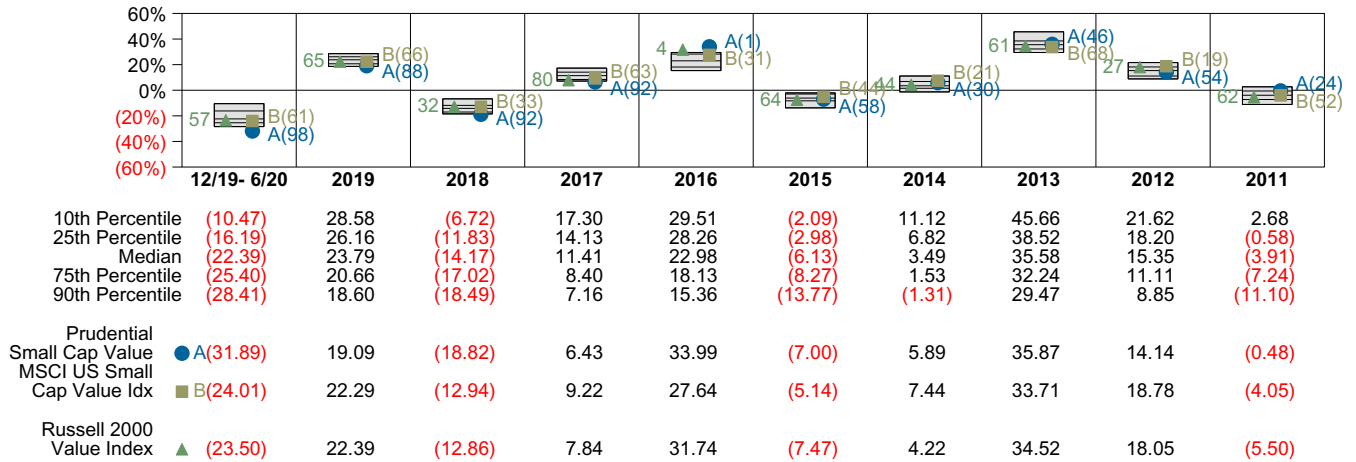 60%
40%
20%
0%
(20%)
(40%)
(60%)
57 B(61) A(98)
65 B(66) A(88)
32 B(33) A(92)
80 B(63) A(92)
4 A(1) B(31)
64 B(44) A(58)
44 B(21) A(30)
61 A(46) B(68)
27 B(19) A(54)
62 A(24) B(52)
12/19- 6/20 2019 2018 2017 2016 2015 2014 2013 2012 2011
10th Percentile (10.47) 28.58 (6.72) 17.30 29.51 (2.09) 11.12 45.66 21.62 2.68
25th Percentile (16.19) 26.16 (11.83) 14.13 28.26 (2.98) 6.82 38.52 18.20 (0.58)
Median (22.39) 23.79 (14.17) 11.41 22.98 (6.13) 3.49 35.58 15.35 (3.91)
75th Percentile (25.40) 20.66 (17.02) 8.40 18.13 (8.27) 1.53 32.24 11.11 (7.24)
90th Percentile (28.41) 18.60 (18.49) 7.16 15.36 (13.77) (1.31) 29.47 8.85 (11.10)
Prudential
Small Cap Value A (31.89) 19.09 (18.82) 6.43 33.99 (7.00) 5.89 35.87 14.14 (0.48)
MSCI US Small
Cap Value Idx B (24.01) 22.29 (12.94) 9.22 27.64 (5.14) 7.44 33.71 18.78 (4.05)
Russell 2000
Value Index (23.50) 22.39 (12.86) 7.84 31.74 (7.47) 4.22 34.52 18.05 (5.50)